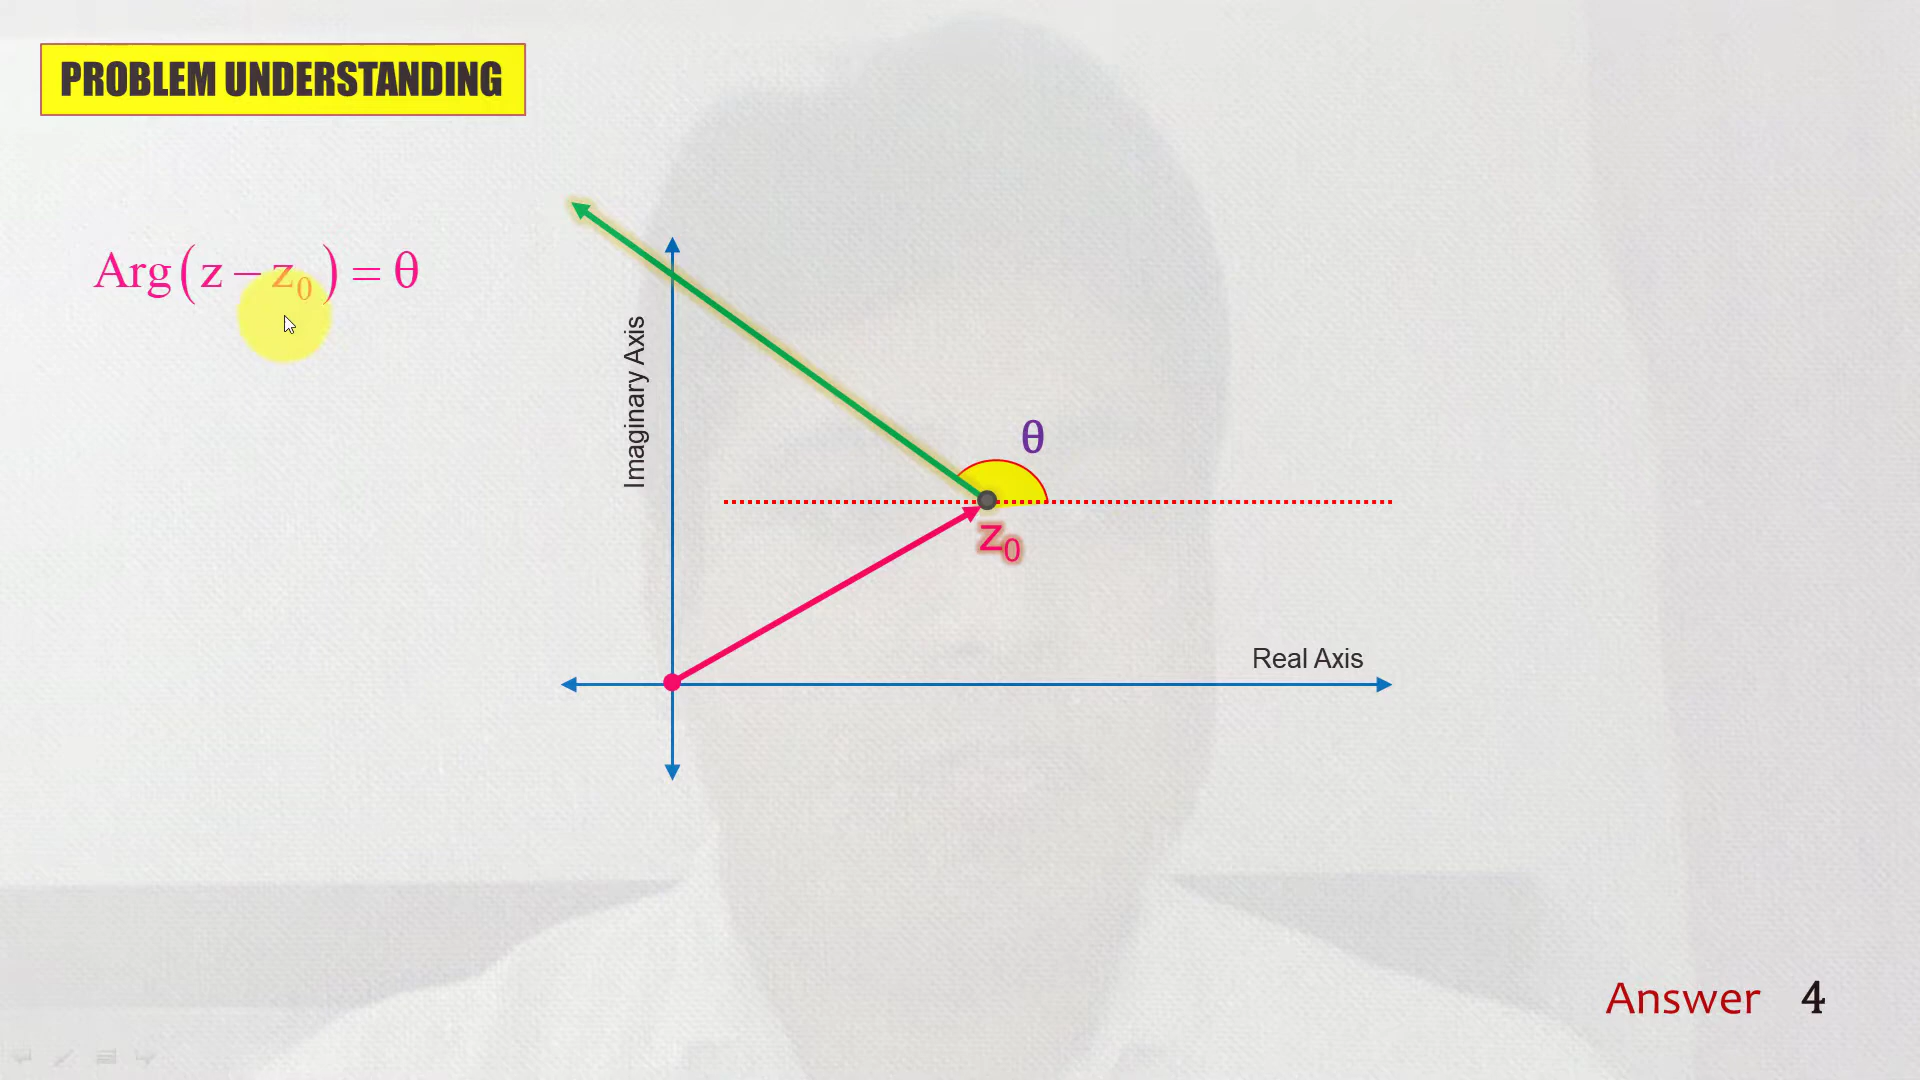 PROBLEM UNDERSTANDING
Arg(z − z₀) = θ
Imaginary Axis
θ
z₀
Real Axis
Answer 4